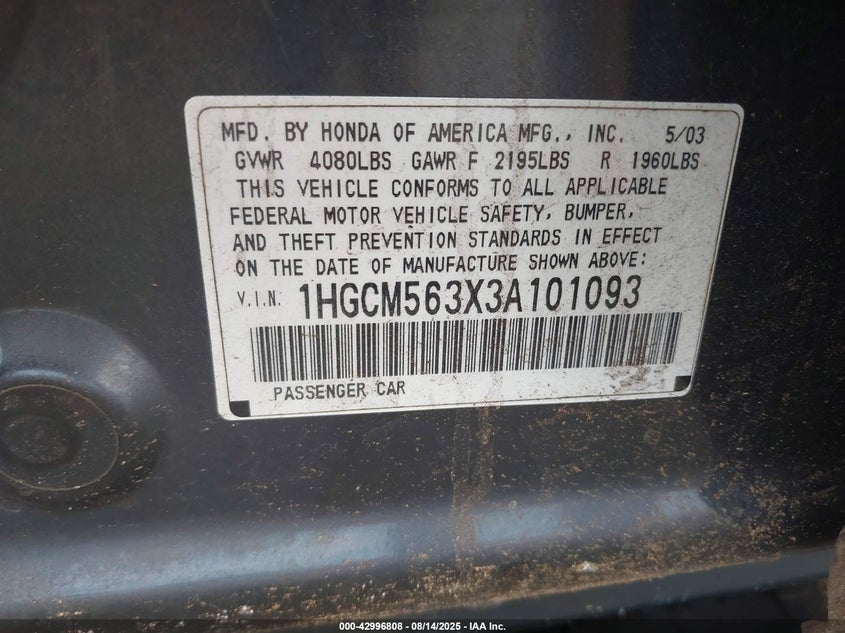 MFD. BY HONDA OF AMERICA MFG., INC. 5/03
GVWR 4080LBS GAWR F 2195LBS R 1960LBS
THIS VEHICLE CONFORMS TO ALL APPLICABLE
FEDERAL MOTOR VEHICLE SAFETY, BUMPER,
AND THEFT PREVENTION STANDARDS IN EFFECT
ON THE DATE OF MANUFACTURE SHOWN ABOVE:
V.I.N. 1HGCM563X3A101093
PASSENGER CAR
000-42996808 - 08/14/2025 - IAA Inc.